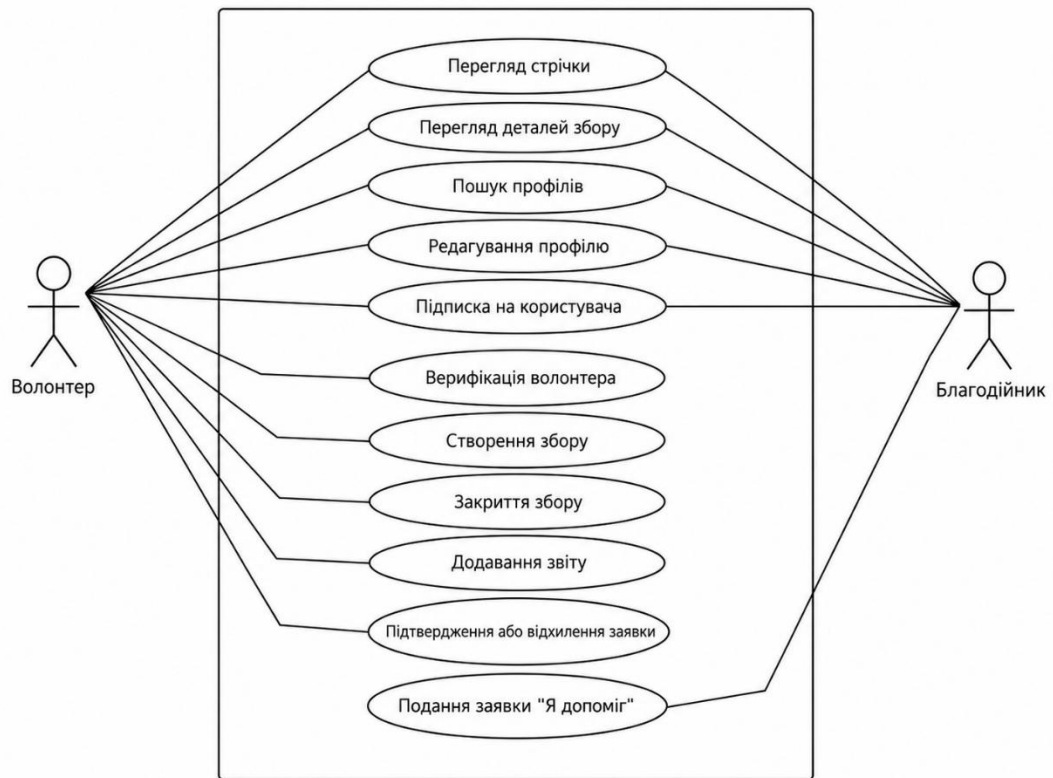 Перегляд стрічки
Перегляд деталей збору
Пошук профілів
Редагування профілю
Підписка на користувача
Волонтер
Благодійник
Верифікація волонтера
Створення збору
Закриття збору
Додавання звіту
Підтвердження або відхилення заявки
Подання заявки "Я допоміг"